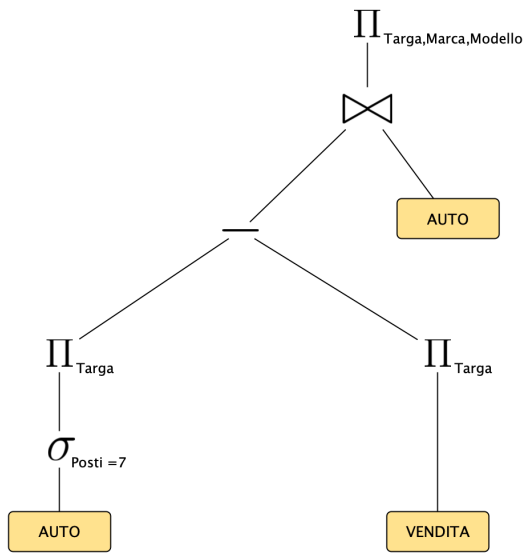 ∏ Targa,Marca,Modello
⋈
AUTO
—
∏ Targa
∏ Targa
σ Posti =7
AUTO
VENDITA